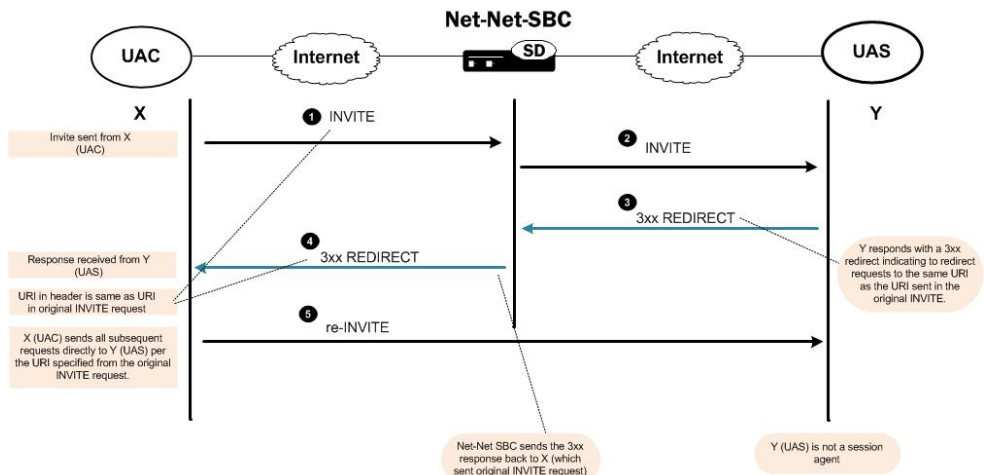 Net-Net-SBC
UAC
Internet
SD
Internet
UAS
X
Y
Invite sent from X
(UAC)
1 INVITE
2
INVITE
3
3xx REDIRECT
4
3xx REDIRECT
Response received from Y
(UAS)
URI in header is same as URI
in original INVITE request
Y responds with a 3xx
redirect indicating to redirect
requests to the same URI
as the URI sent in the
original INVITE.
5
re-INVITE
X (UAC) sends all subsequent
requests directly to Y (UAS) per
the URI specified from the original
INVITE request.
Net-Net SBC sends the 3xx
response back to X (which
sent original INVITE request)
Y (UAS) is not a session
agent